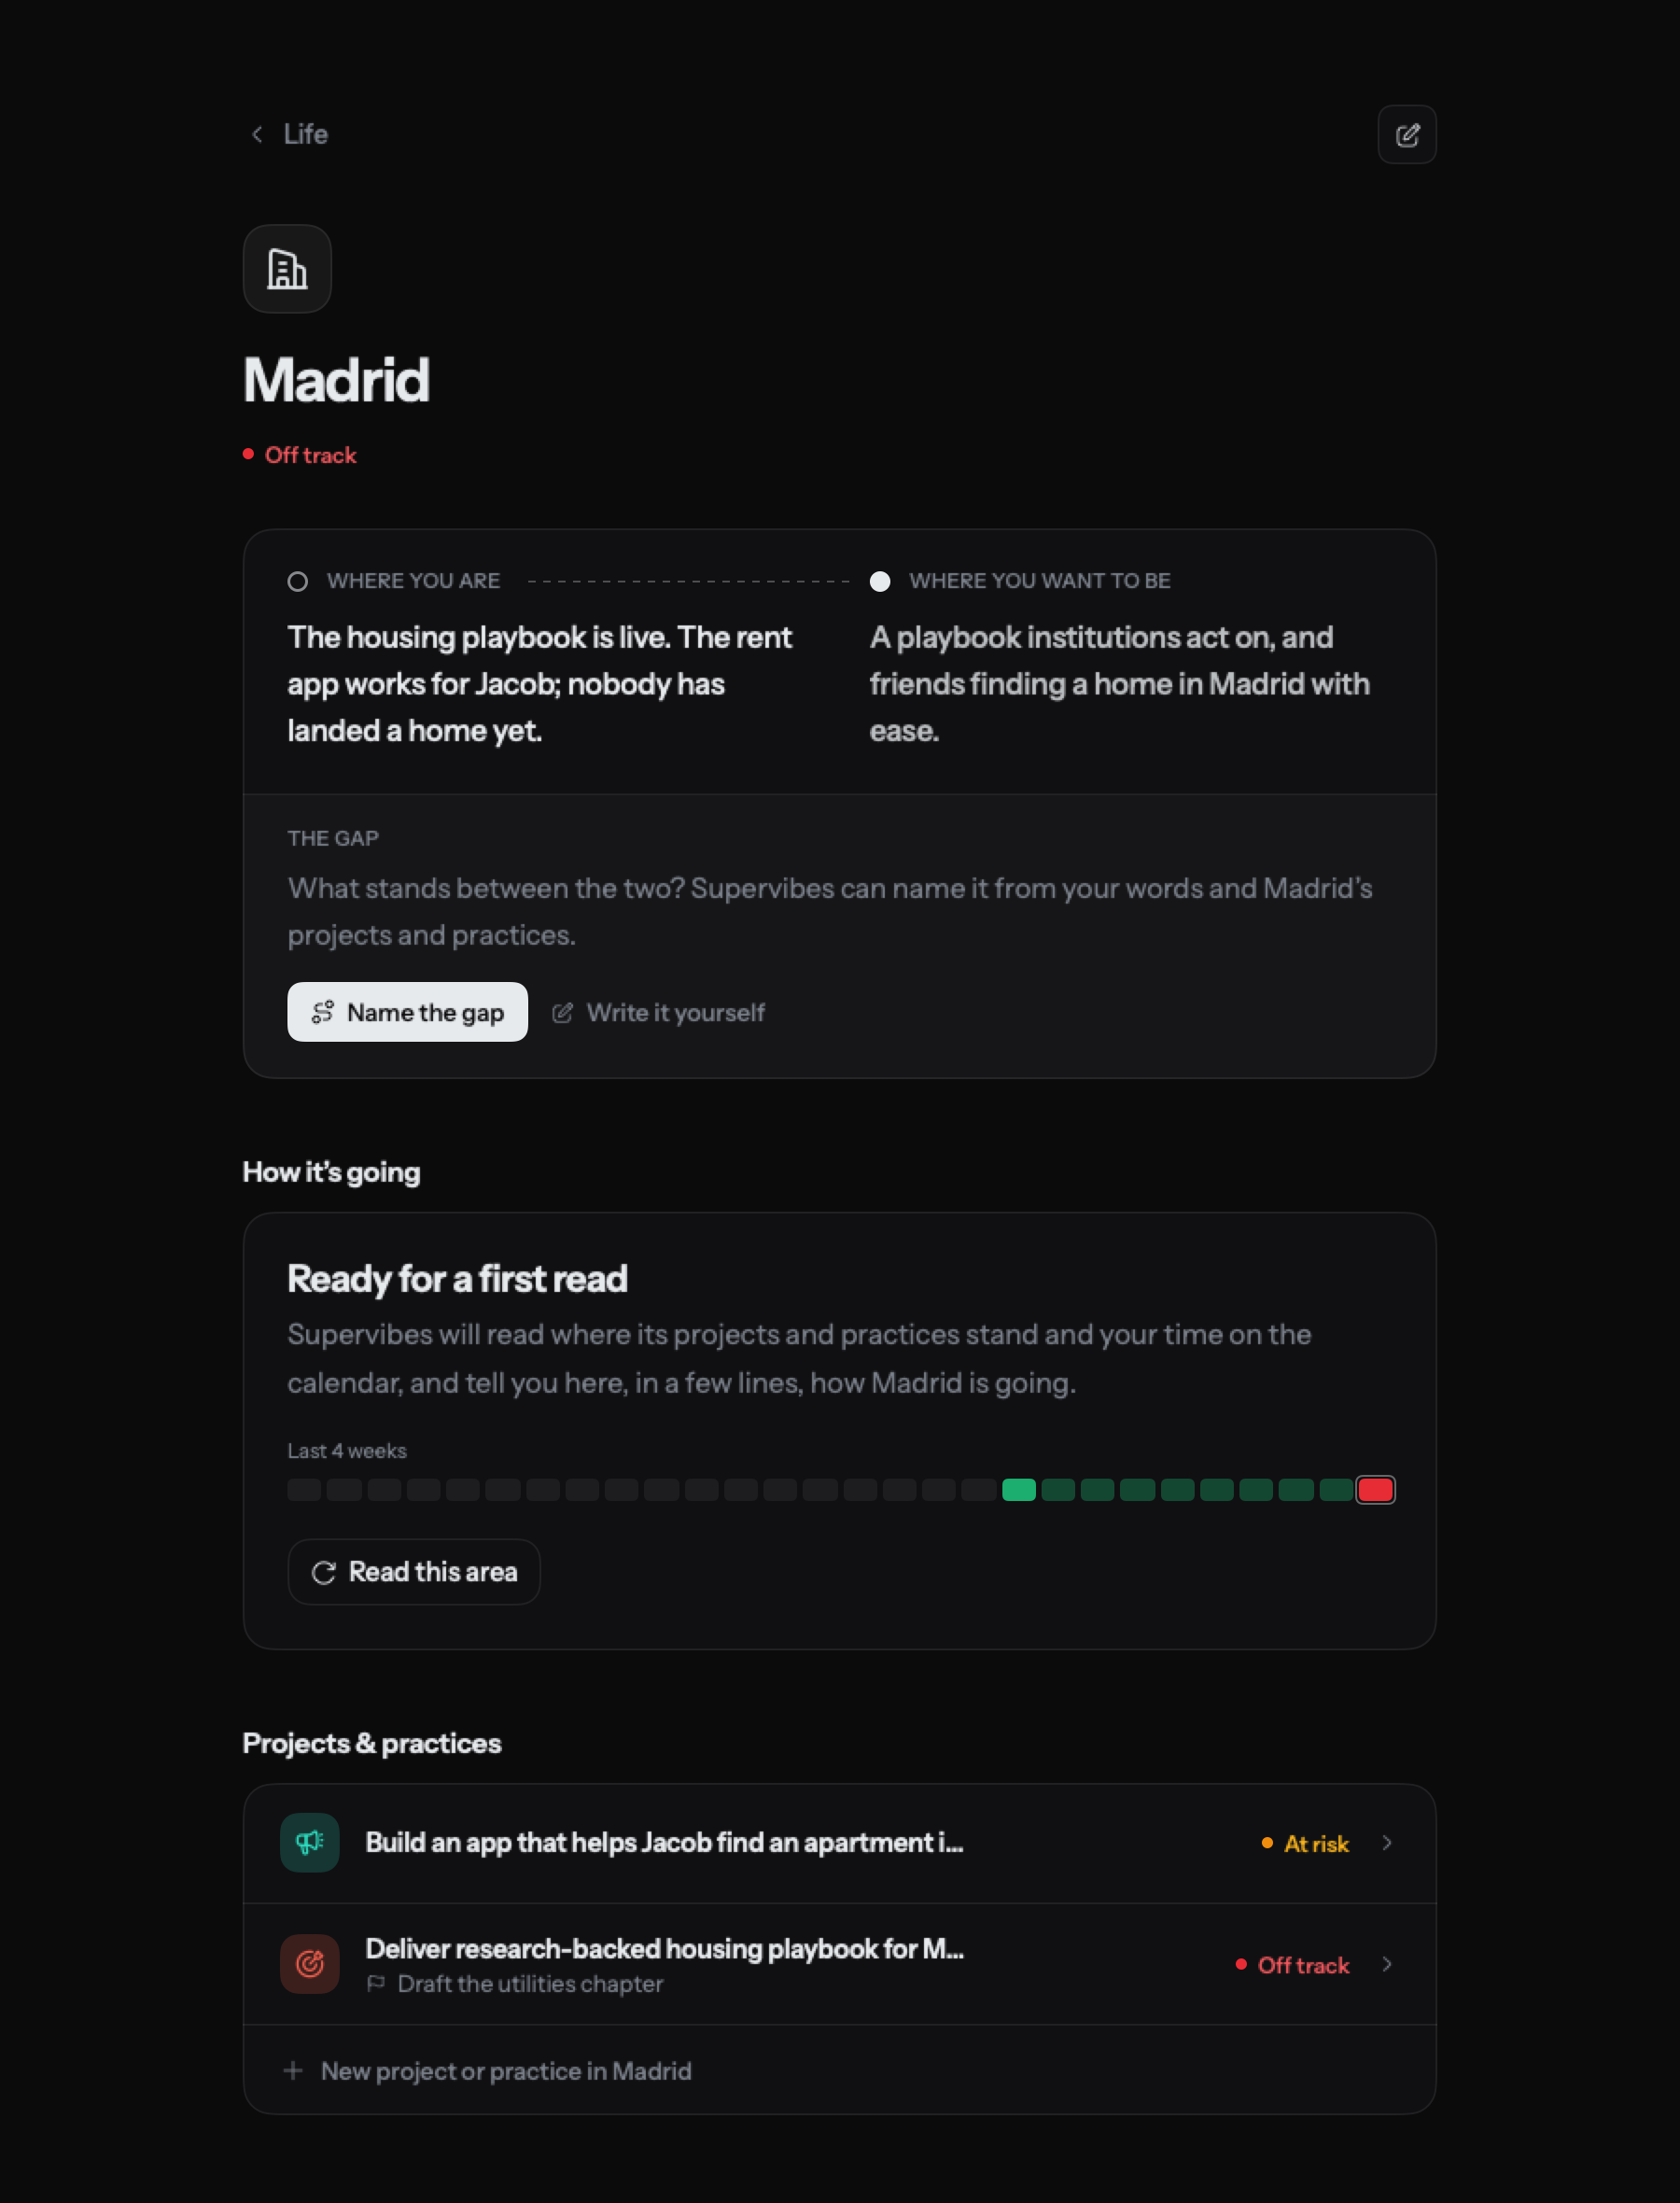 Life
Madrid
Off track
WHERE YOU ARE
The housing playbook is live. The rent
app works for Jacob; nobody has
landed a home yet.
WHERE YOU WANT TO BE
A playbook institutions act on, and
friends finding a home in Madrid with
ease.
THE GAP
What stands between the two? Supervibes can name it from your words and Madrid’s
projects and practices.
Name the gap
Write it yourself
How it’s going
Ready for a first read
Supervibes will read where its projects and practices stand and your time on the
calendar, and tell you here, in a few lines, how Madrid is going.
Last 4 weeks
Read this area
Projects & practices
Build an app that helps Jacob find an apartment i...
At risk
Deliver research-backed housing playbook for M...
Draft the utilities chapter
Off track
New project or practice in Madrid